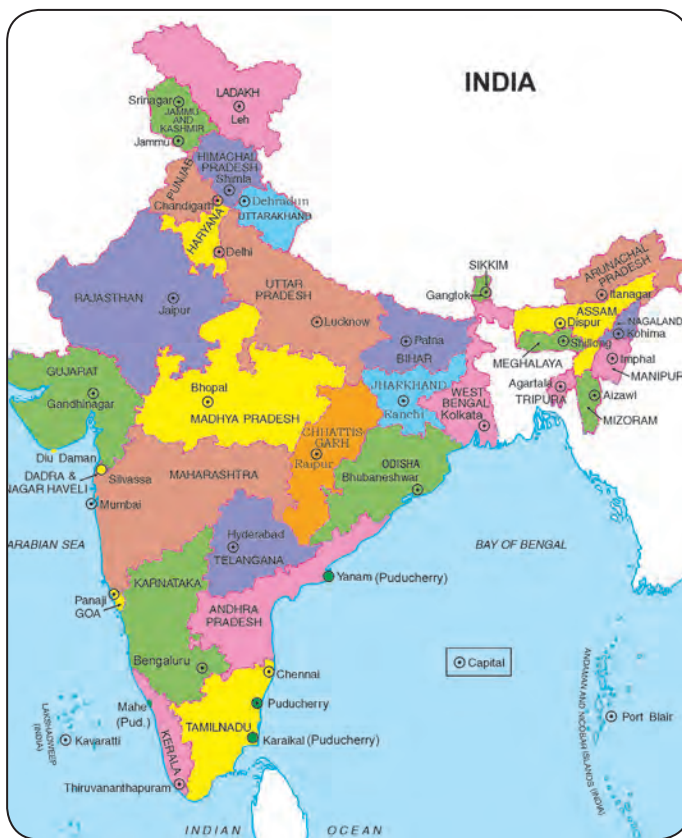 INDIA
LADAKH
Leh
Srinagar
JAMMU
AND
KASHMIR
Jammu
HIMACHAL
PRADESH
Shimla
PUNJAB
Chandigarh
Dehradun
UTTARAKHAND
HARYANA
Delhi
RAJASTHAN
Jaipur
UTTAR
PRADESH
Lucknow
SIKKIM
Gangtok
ARUNACHAL
PRADESH
Itanagar
ASSAM
Dispur
NAGALAND
Kohima
Shillong
MEGHALAYA
Imphal
MANIPUR
Agartala
TRIPURA
Aizawl
MIZORAM
Patna
BIHAR
GUJARAT
Gandhinagar
Bhopal
MADHYA PRADESH
JHARKHAND
Ranchi
WEST
BENGAL
Kolkata
CHHATTIS
GARH
Raipur
ODISHA
Bhubaneshwar
Diu Daman
DADRA &
NAGAR HAVELI
Silvassa
MAHARASHTRA
Mumbai
ARABIAN SEA
Hyderabad
TELANGANA
BAY OF BENGAL
Yanam (Puducherry)
KARNATAKA
Panaji
GOA
ANDHRA
PRADESH
Bengaluru
Chennai
Capital
Mahe
(Pud.)
Puducherry
TAMILNADU
Karaikal (Puducherry)
KERALA
LAKSHADWEEP
(INDIA)
Kavaratti
Thiruvananthapuram
ANDAMAN AND NICOBAR ISLANDS (INDIA)
Port Blair
INDIAN OCEAN